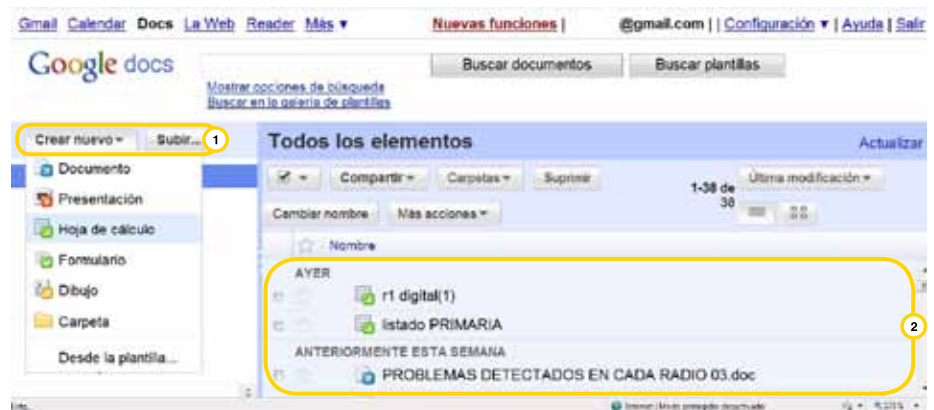 Gmail Calendar Docs La Web Reader Más ▼ Nuevas funciones | @gmail.com | | Configuración ▼ | Ayuda | Salir
Google docs
Buscar documentos Buscar plantillas
Mostrar opciones de búsqueda
Buscar en la galería de plantillas
Crear nuevo Subir... 1
Todos los elementos Actualizar
Documento
Presentación
Hoja de cálculo
Formulario
Dibujo
Carpeta
Desde la plantilla...
Compartir Carpetas Suprimir 1-38 de 38 Última modificación
Cambiar nombre Más acciones
Nombre
AYER
r1 digital(1)
listado PRIMARIA
2
ANTERIORMENTE ESTA SEMANA
PROBLEMAS DETECTADOS EN CADA RADIO 03.doc
Internet | Modo protegido desactivado